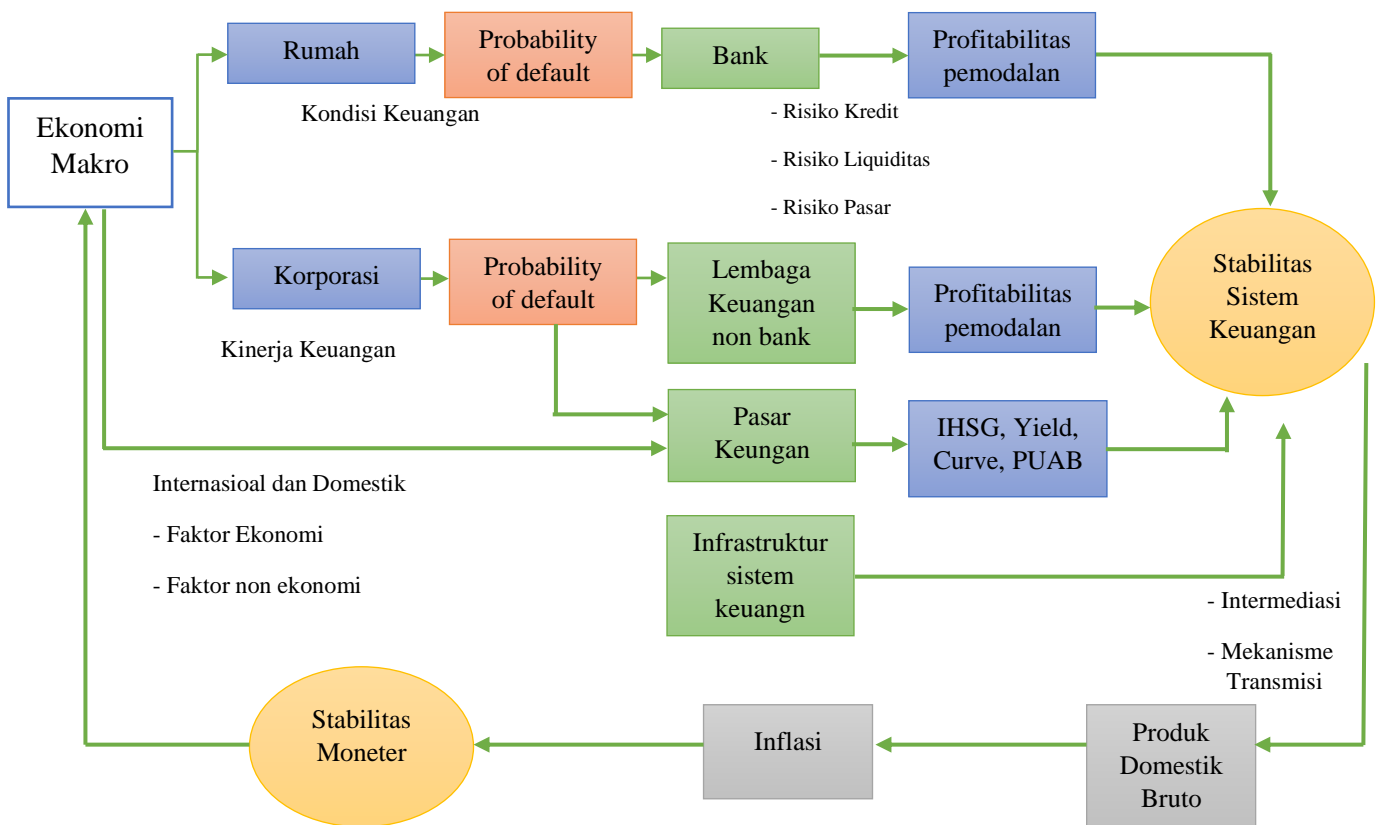 Rumah
Probability
of default
Bank
Profitabilitas
pemodalan
Kondisi Keuangan
Ekonomi
Makro
- Risiko Kredit
- Risiko Liquiditas
- Risiko Pasar
Korporasi
Probability
of default
Lembaga
Keuangan
non bank
Profitabilitas
pemodalan
Stabilitas
Sistem
Keuangan
Kinerja Keuangan
Pasar
Keungan
IHSG, Yield,
Curve, PUAB
Internasioal dan Domestik
- Faktor Ekonomi
- Faktor non ekonomi
Infrastruktur
sistem
keuangn
- Intermediasi
- Mekanisme
Transmisi
Stabilitas
Moneter
Inflasi
Produk
Domestik
Bruto